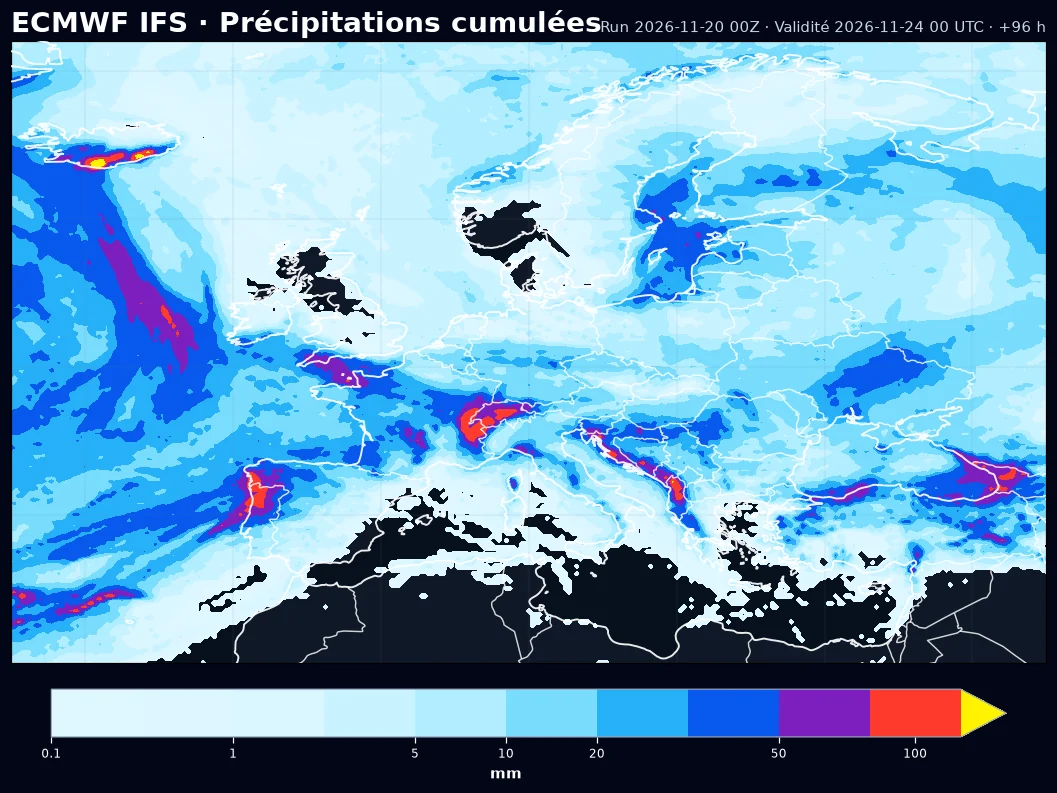 ECMWF IFS · Précipitations cumulées
Run 2026-11-20 00Z · Validité 2026-11-24 00 UTC · +96 h
0.1 1 5 10 20 50 100
mm